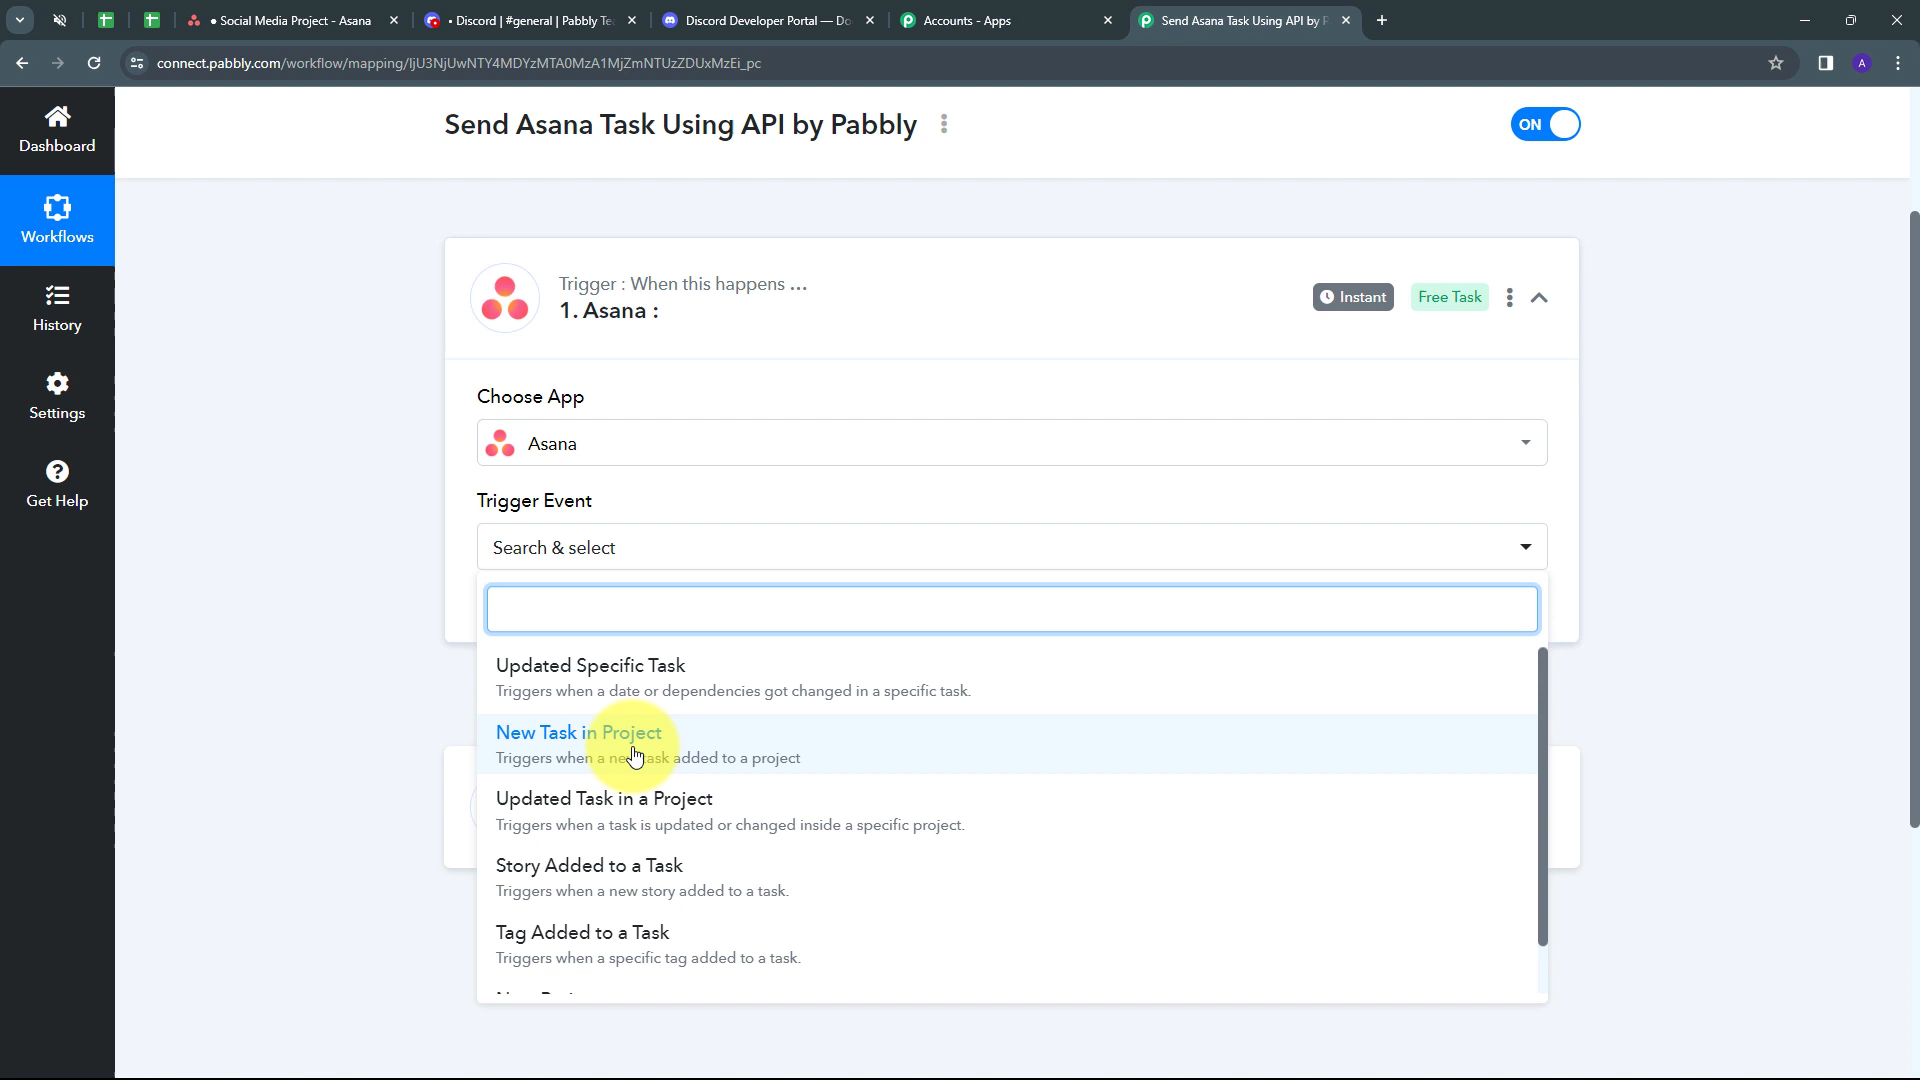 Social Media Project - Asana
Discord | #general | Pabbly Te
Discord Developer Portal — Do
Accounts - Apps
Send Asana Task Using API by P
connect.pabbly.com/workflow/mapping/IjU3NjUwNTY4MDYzMTA0MzA1MjZmNTUzZDUxMzEi_pc
A
Dashboard
Workflows
History
Settings
Get Help
Send Asana Task Using API by Pabbly
ON
Trigger : When this happens ...
1. Asana :
Instant
Free Task
Choose App
Asana
Trigger Event
Search & select
Updated Specific Task
Triggers when a date or dependencies got changed in a specific task.
New Task in Project
Triggers when a new task added to a project
Updated Task in a Project
Triggers when a task is updated or changed inside a specific project.
Story Added to a Task
Triggers when a new story added to a task.
Tag Added to a Task
Triggers when a specific tag added to a task.